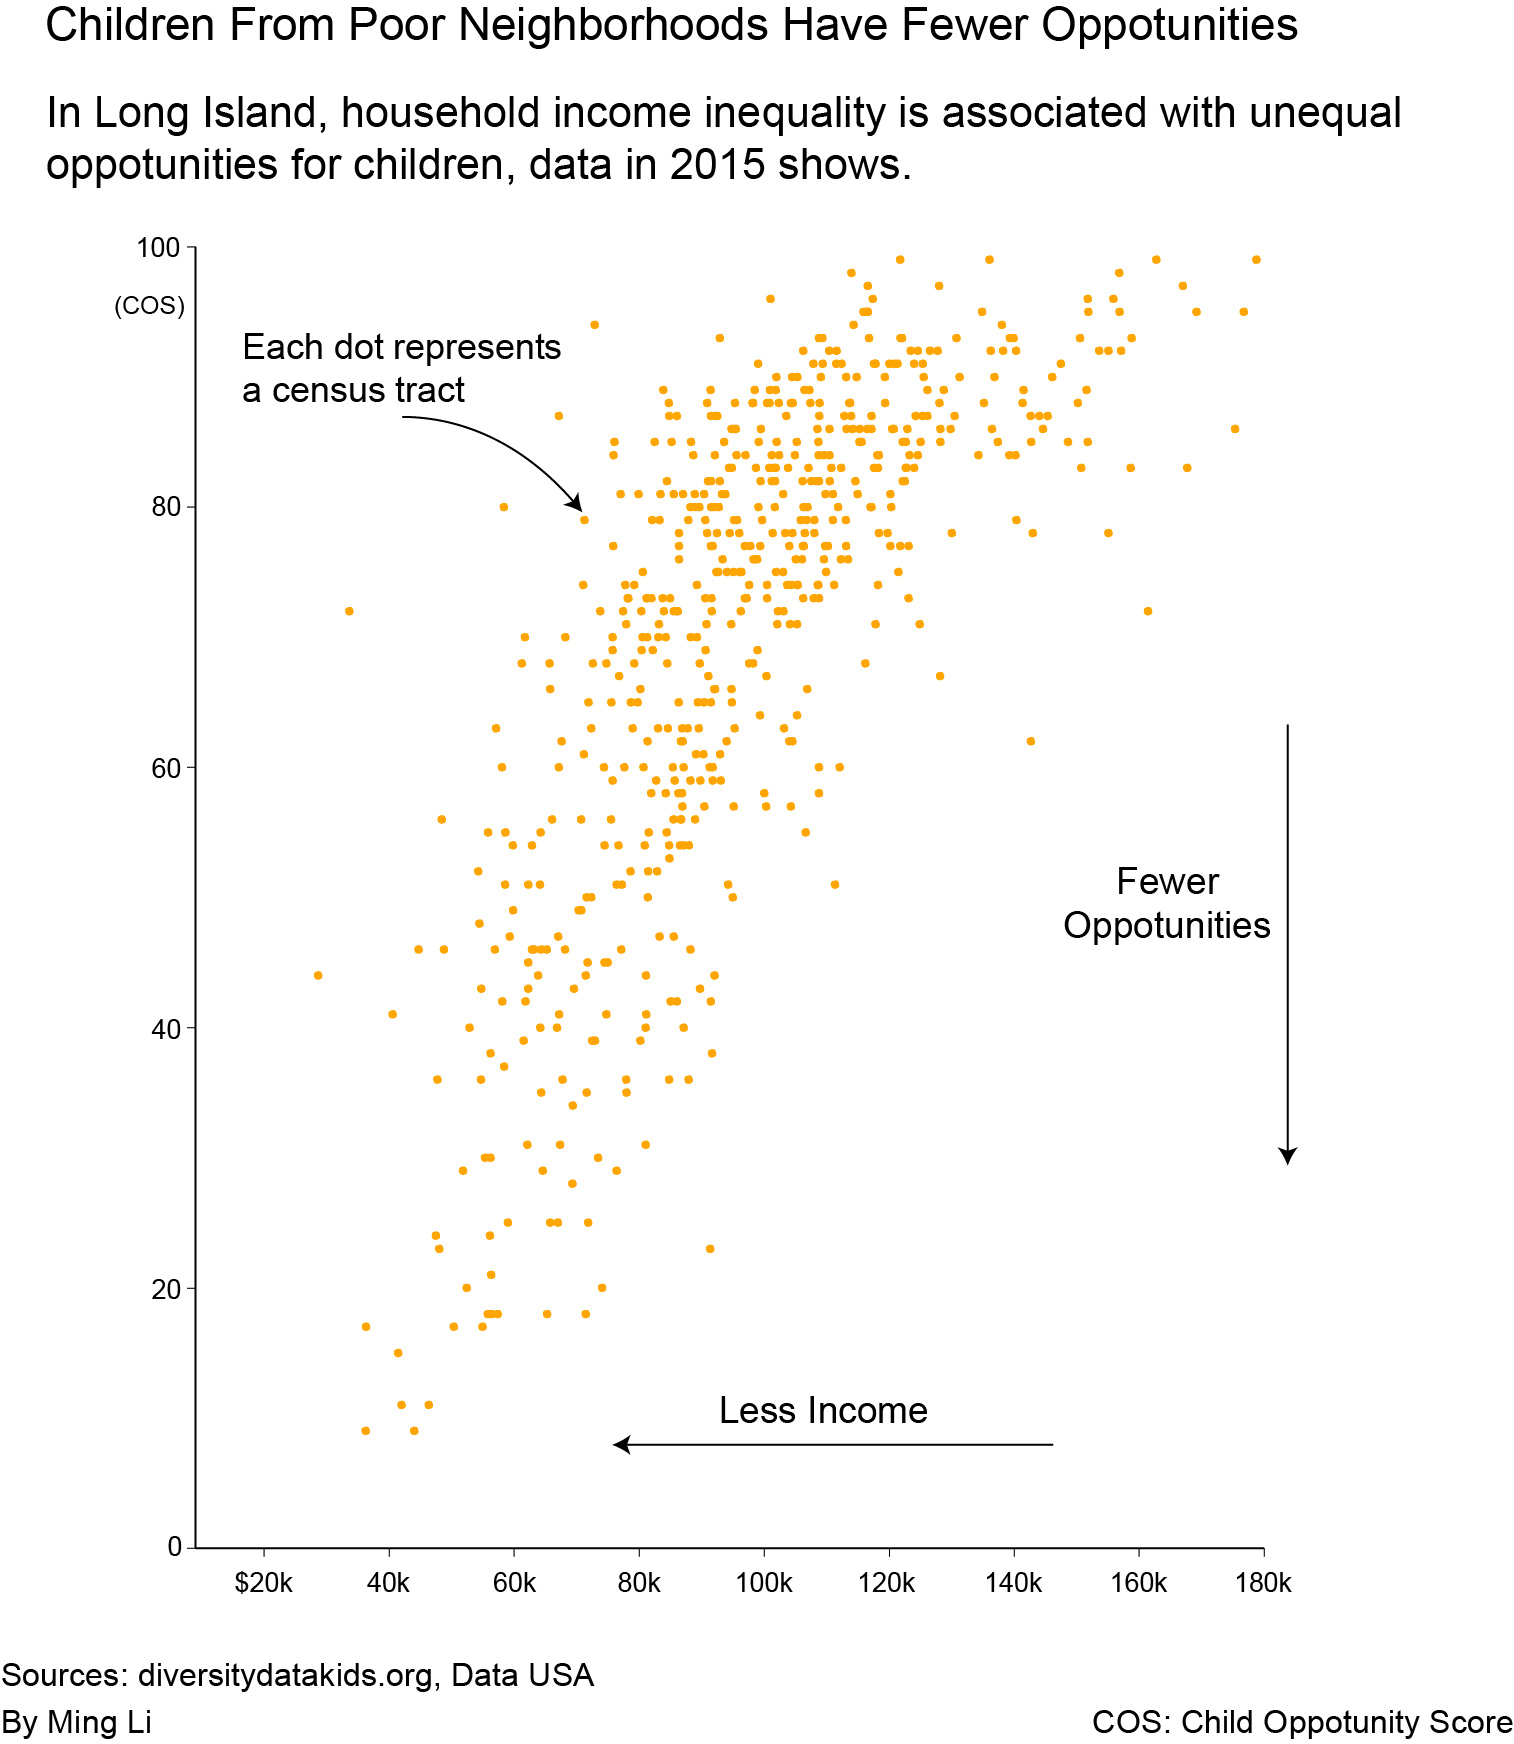 Children From Poor Neighborhoods Have Fewer Oppotunities
In Long Island, household income inequality is associated with unequal
oppotunities for children, data in 2015 shows.
100
(COS)
Each dot represents
a census tract
80
60
Fewer
Oppotunities
40
20
Less Income
0
$20k 40k 60k 80k 100k 120k 140k 160k 180k
Sources: diversitydatakids.org, Data USA
By Ming Li
COS: Child Oppotunity Score